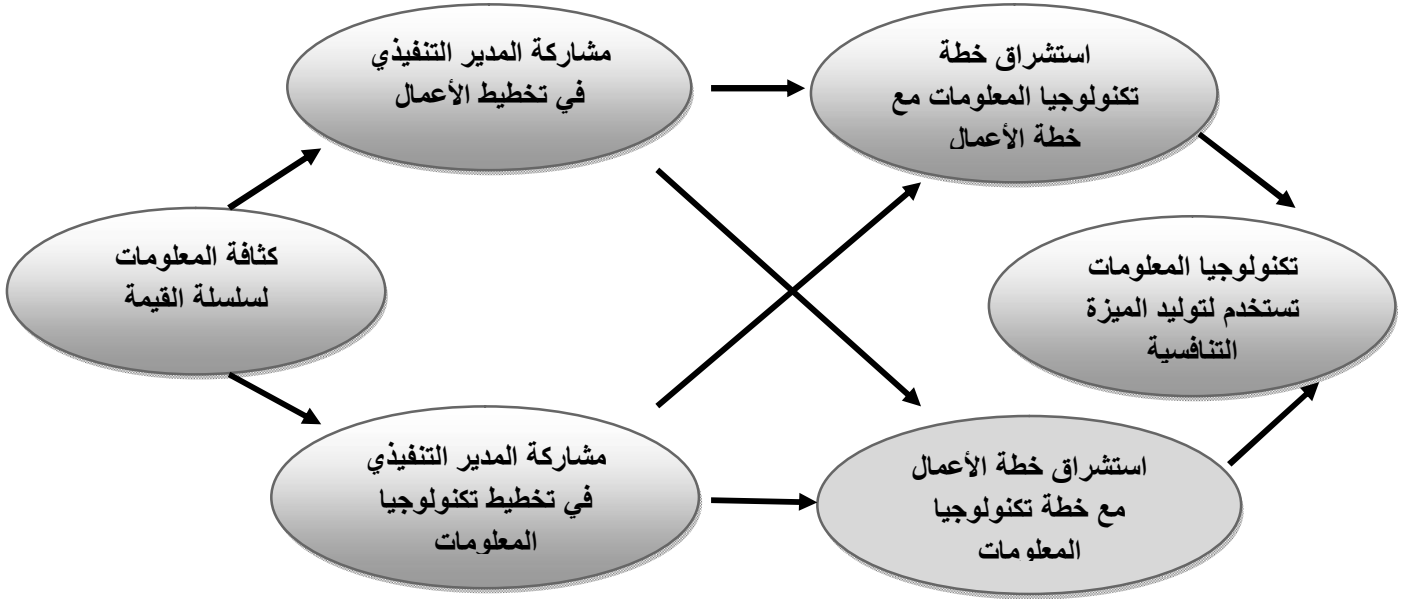 مشاركة المدير التنفيذي
في تخطيط الأعمال
استشراق خطة
تكنولوجيا المعلومات مع
خطة الأعمال
كثافة المعلومات
لسلسلة القيمة
تكنولوجيا المعلومات
تستخدم لتوليد الميزة
التنافسية
مشاركة المدير التنفيذي
في تخطيط تكنولوجيا
المعلومات
استشراق خطة الأعمال
مع خطة تكنولوجيا
المعلومات